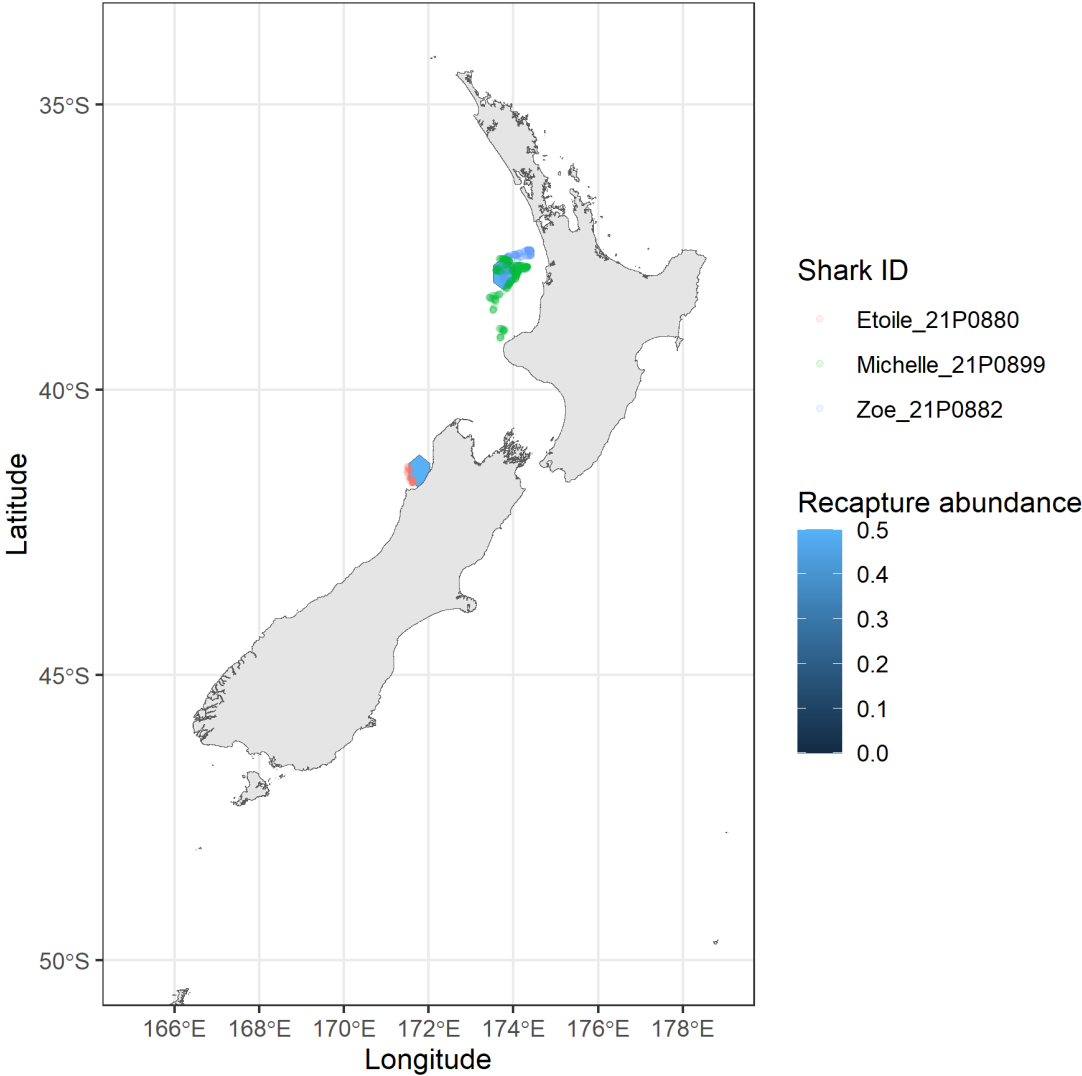 35°S
40°S
45°S
50°S
Latitude
166°E 168°E 170°E 172°E 174°E 176°E 178°E
Longitude
Shark ID
Etoile_21P0880
Michelle_21P0899
Zoe_21P0882
Recapture abundance
0.5
0.4
0.3
0.2
0.1
0.0